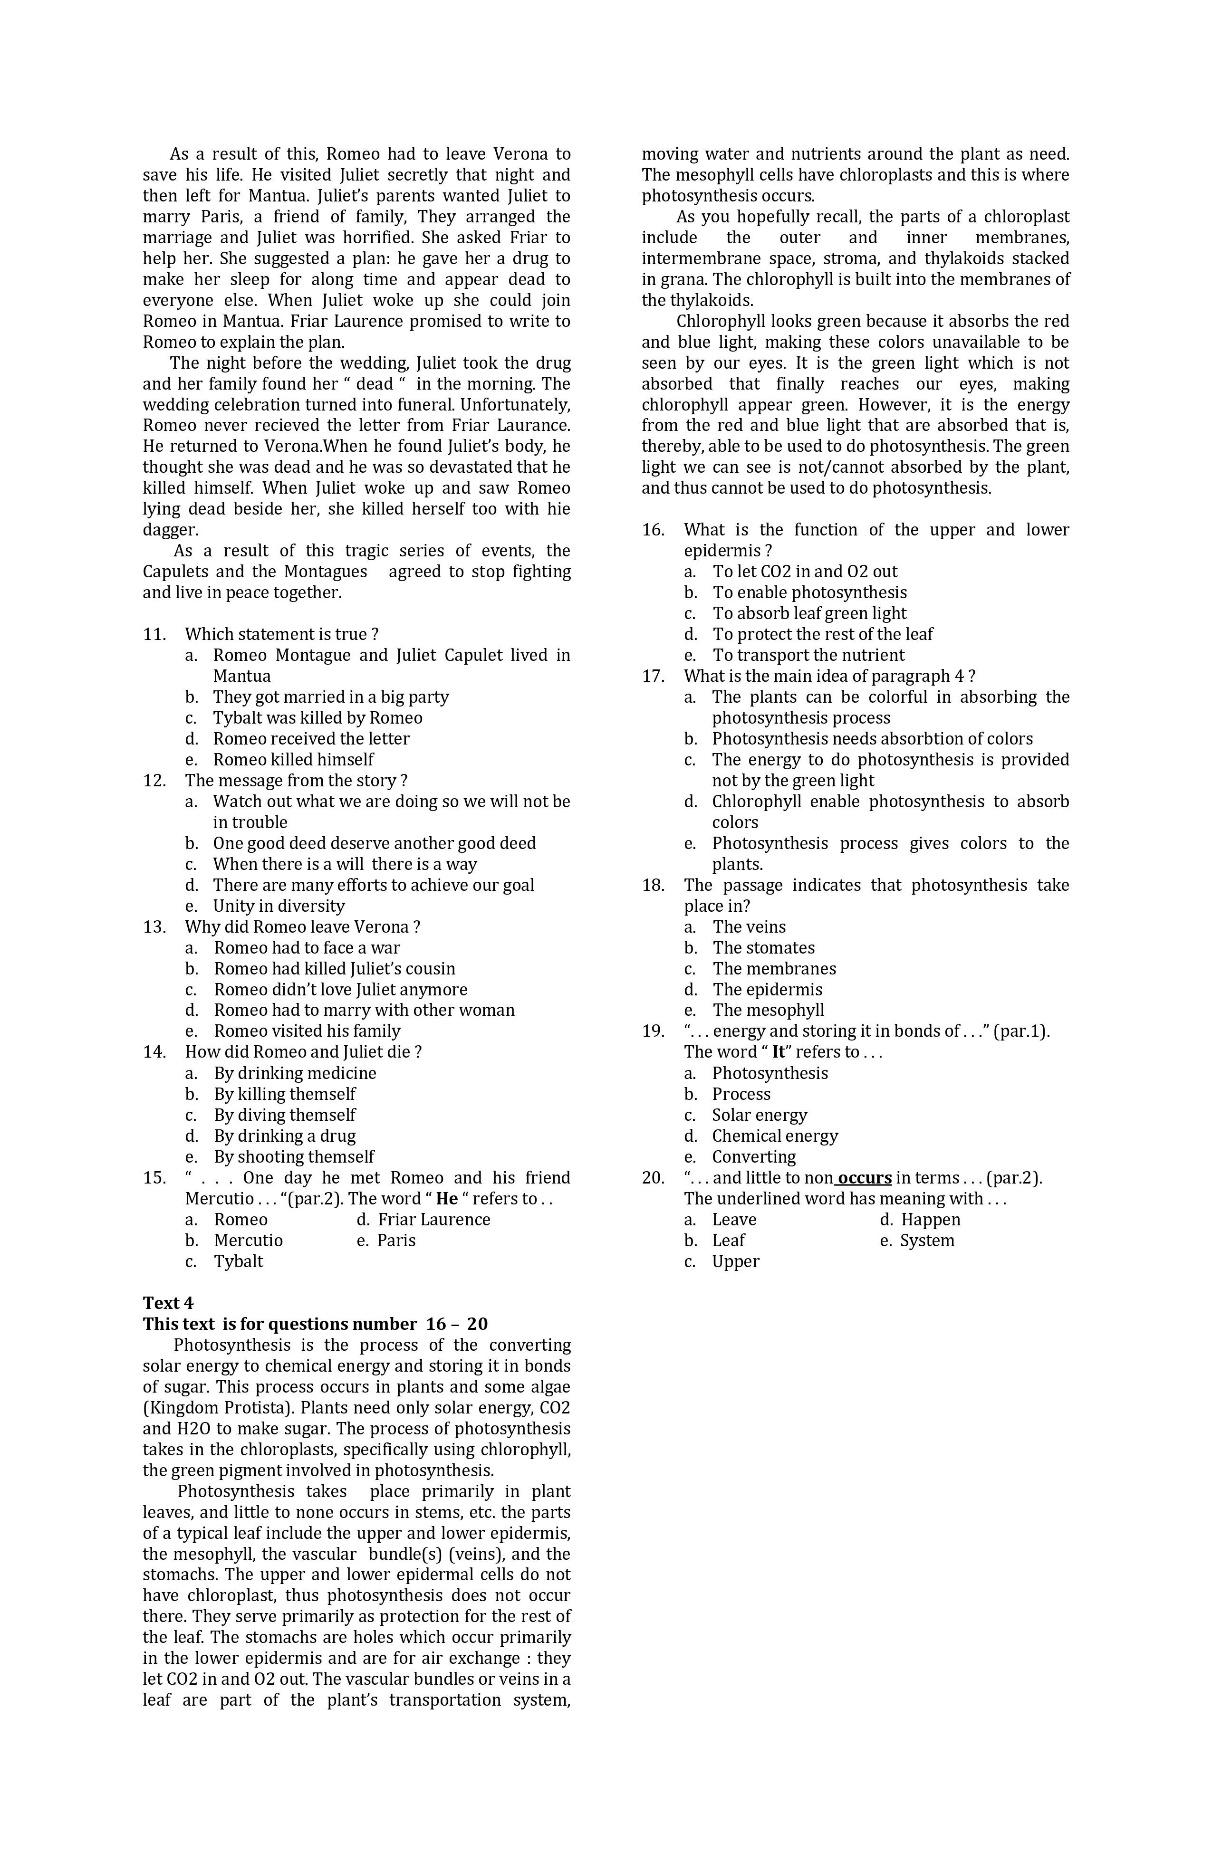 As a result of this, Romeo had to leave Verona to
save his life. He visited Juliet secretly that night and
then left for Mantua. Juliet's parents wanted Juliet to
marry Paris, a friend of family, They arranged the
marriage and Juliet was horrified. She asked Friar to
help her. She suggested a plan: he gave her a drug to
make her sleep for along time and appear dead to
everyone else. When Juliet woke up she could join
Romeo in Mantua. Friar Laurence promised to write to
Romeo to explain the plan.
The night before the wedding, Juliet took the drug
and her family found her “ dead “ in the morning. The
wedding celebration turned into funeral. Unfortunately,
Romeo never recieved the letter from Friar Laurance.
He returned to Verona.When he found Juliet's body, he
thought she was dead and he was so devastated that he
killed himself. When Juliet woke up and saw Romeo
lying dead beside her, she killed herself too with hie
dagger.
As a result of this tragic series of events, the
Capulets and the Montagues agreed to stop fighting
and live in peace together.
11. Which statement is true ?
a. Romeo Montague and Juliet Capulet lived in
Mantua
b. They got married in a big party
c. Tybalt was killed by Romeo
d. Romeo received the letter
e. Romeo killed himself
12. The message from the story ?
a. Watch out what we are doing so we will not be
in trouble
b. One good deed deserve another good deed
c. When there is a will there is a way
d. There are many efforts to achieve our goal
e. Unity in diversity
13. Why did Romeo leave Verona ?
a. Romeo had to face a war
b. Romeo had killed Juliet's cousin
c. Romeo didn't love Juliet anymore
d. Romeo had to marry with other woman
e. Romeo visited his family
14. How did Romeo and Juliet die ?
a. By drinking medicine
b. By killing themself
c. By diving themself
d. By drinking a drug
e. By shooting themself
15. “ . . . One day he met Romeo and his friend
Mercutio . . . “(par.2). The word “ He “ refers to . .
a. Romeo d. Friar Laurence
b. Mercutio e. Paris
c. Tybalt
Text 4
This text is for questions number 16 – 20
Photosynthesis is the process of the converting
solar energy to chemical energy and storing it in bonds
of sugar. This process occurs in plants and some algae
(Kingdom Protista). Plants need only solar energy, CO2
and H2O to make sugar. The process of photosynthesis
takes in the chloroplasts, specifically using chlorophyll,
the green pigment involved in photosynthesis.
Photosynthesis takes place primarily in plant
leaves, and little to none occurs in stems, etc. the parts
of a typical leaf include the upper and lower epidermis,
the mesophyll, the vascular bundle(s) (veins), and the
stomachs. The upper and lower epidermal cells do not
have chloroplast, thus photosynthesis does not occur
there. They serve primarily as protection for the rest of
the leaf. The stomachs are holes which occur primarily
in the lower epidermis and are for air exchange : they
let CO2 in and O2 out. The vascular bundles or veins in a
leaf are part of the plant's transportation system,
moving water and nutrients around the plant as need.
The mesophyll cells have chloroplasts and this is where
photosynthesis occurs.
As you hopefully recall, the parts of a chloroplast
include the outer and inner membranes,
intermembrane space, stroma, and thylakoids stacked
in grana. The chlorophyll is built into the membranes of
the thylakoids.
Chlorophyll looks green because it absorbs the red
and blue light, making these colors unavailable to be
seen by our eyes. It is the green light which is not
absorbed that finally reaches our eyes, making
chlorophyll appear green. However, it is the energy
from the red and blue light that are absorbed that is,
thereby, able to be used to do photosynthesis. The green
light we can see is not/cannot absorbed by the plant,
and thus cannot be used to do photosynthesis.
16. What is the function of the upper and lower
epidermis ?
a. To let CO2 in and O2 out
b. To enable photosynthesis
c. To absorb leaf green light
d. To protect the rest of the leaf
e. To transport the nutrient
17. What is the main idea of paragraph 4 ?
a. The plants can be colorful in absorbing the
photosynthesis process
b. Photosynthesis needs absorbtion of colors
c. The energy to do photosynthesis is provided
not by the green light
d. Chlorophyll enable photosynthesis to absorb
colors
e. Photosynthesis process gives colors to the
plants.
18. The passage indicates that photosynthesis take
place in?
a. The veins
b. The stomates
c. The membranes
d. The epidermis
e. The mesophyll
19. “. . . energy and storing it in bonds of . . .” (par.1).
The word “ It” refers to . . .
a. Photosynthesis
b. Process
c. Solar energy
d. Chemical energy
e. Converting
20. “. . . and little to non occurs in terms . . . (par.2).
The underlined word has meaning with . . .
a. Leave d. Happen
b. Leaf e. System
c. Upper